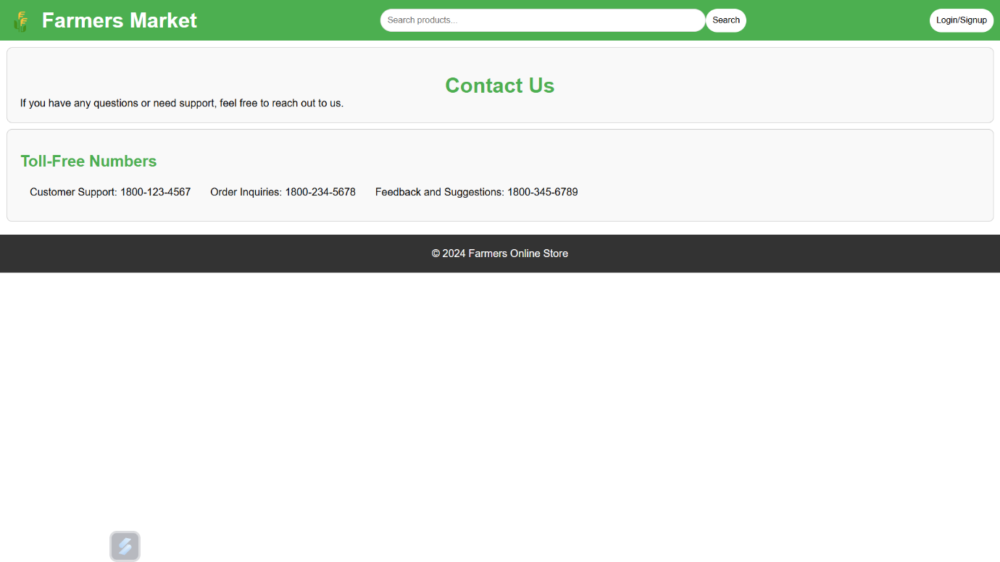 Farmers Market
Search products...
Search
Login/Signup
Contact Us
If you have any questions or need support, feel free to reach out to us.
Toll-Free Numbers
Customer Support: 1800-123-4567
Order Inquiries: 1800-234-5678
Feedback and Suggestions: 1800-345-6789
© 2024 Farmers Online Store